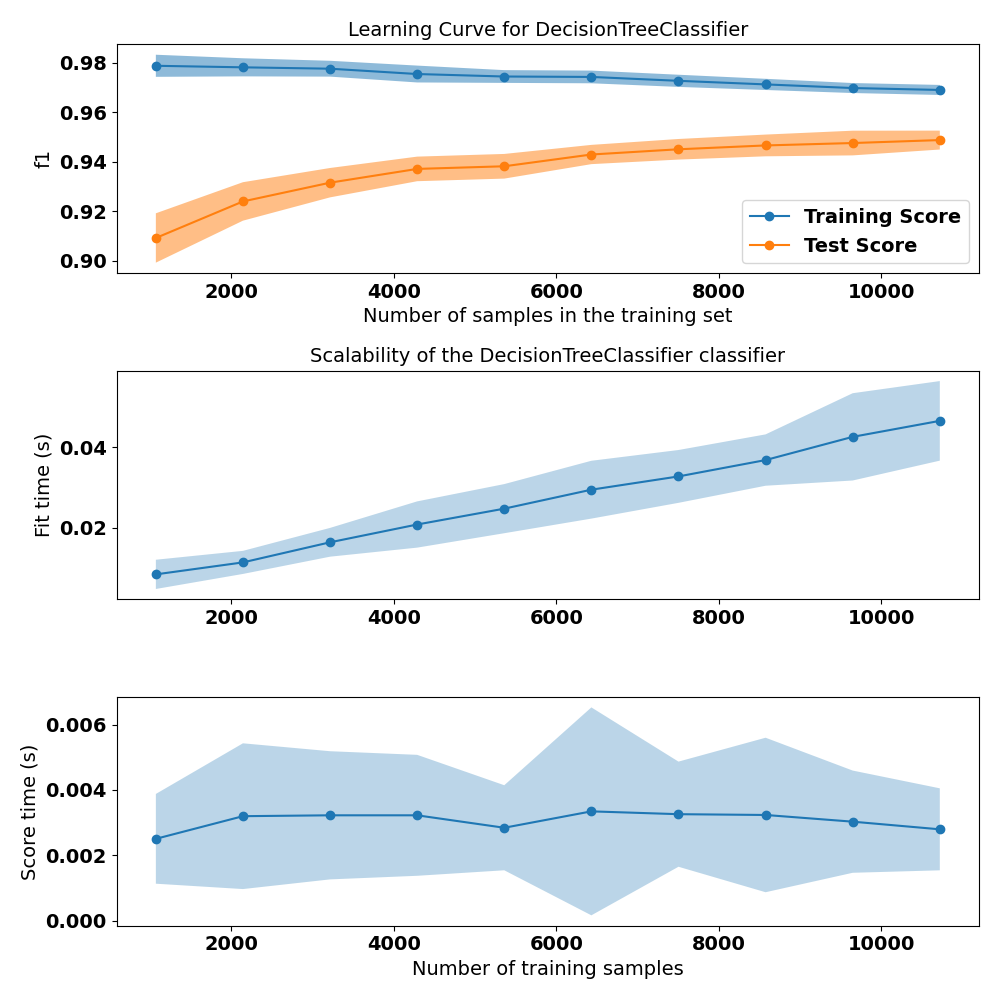 Learning Curve for DecisionTreeClassifier
0.98
0.96
0.94
0.92
0.90
f1
Training Score
Test Score
2000 4000 6000 8000 10000
Number of samples in the training set
Scalability of the DecisionTreeClassifier classifier
0.04
0.02
Fit time (s)
2000 4000 6000 8000 10000
0.006
0.004
0.002
0.000
Score time (s)
2000 4000 6000 8000 10000
Number of training samples